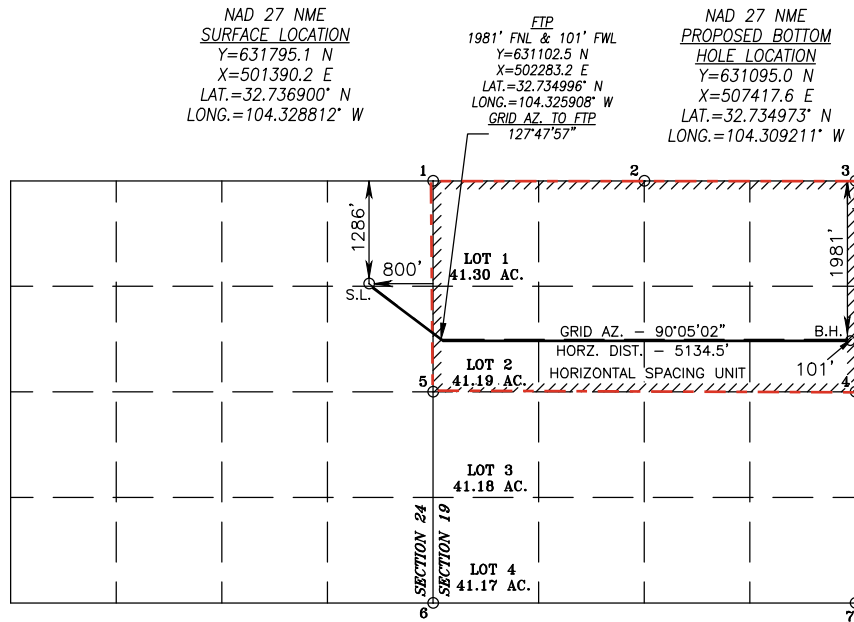 NAD 27 NME
SURFACE LOCATION
Y=631795.1 N
X=501390.2 E
LAT.=32.736900° N
LONG.=104.328812° W
FTP
1981' FNL & 101' FWL
Y=631102.5 N
X=502283.2 E
LAT.=32.734996° N
LONG.=104.325908° W
GRID AZ. TO FTP
127°47'57"
NAD 27 NME
PROPOSED BOTTOM
HOLE LOCATION
Y=631095.0 N
X=507417.6 E
LAT.=32.734973° N
LONG.=104.309211° W
1
2
3
1286'
800'
S.L.
LOT 1
41.30 AC.
1981'
GRID AZ. – 90°05'02"
B.H.
HORZ. DIST. – 5134.5'
HORIZONTAL SPACING UNIT
101'
LOT 2
41.19 AC.
5
4
LOT 3
41.18 AC.
SECTION 24
SECTION 19
LOT 4
41.17 AC.
6
7